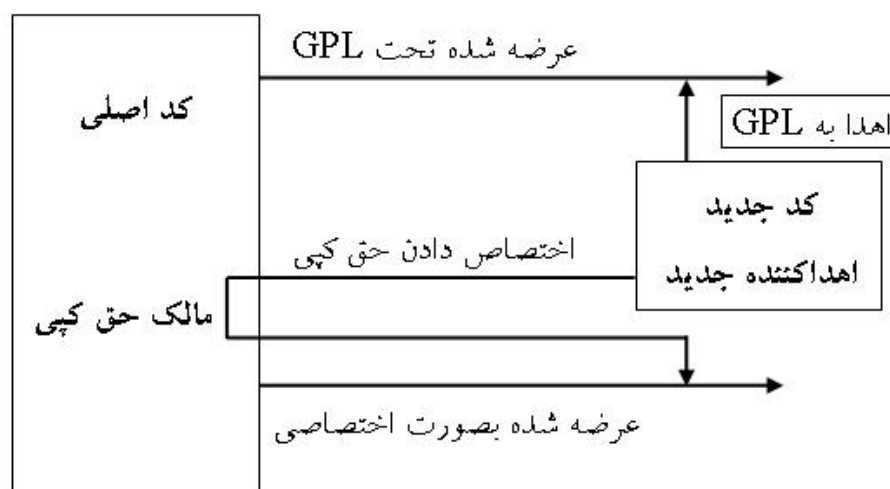 عرضه شده تحت GPL
کد اصلی
اهدا به GPL
کد جدید
اهداکننده جدید
اختصاص دادن حق کپی
مالک حق کپی
عرضه شده بصورت اختصاصی